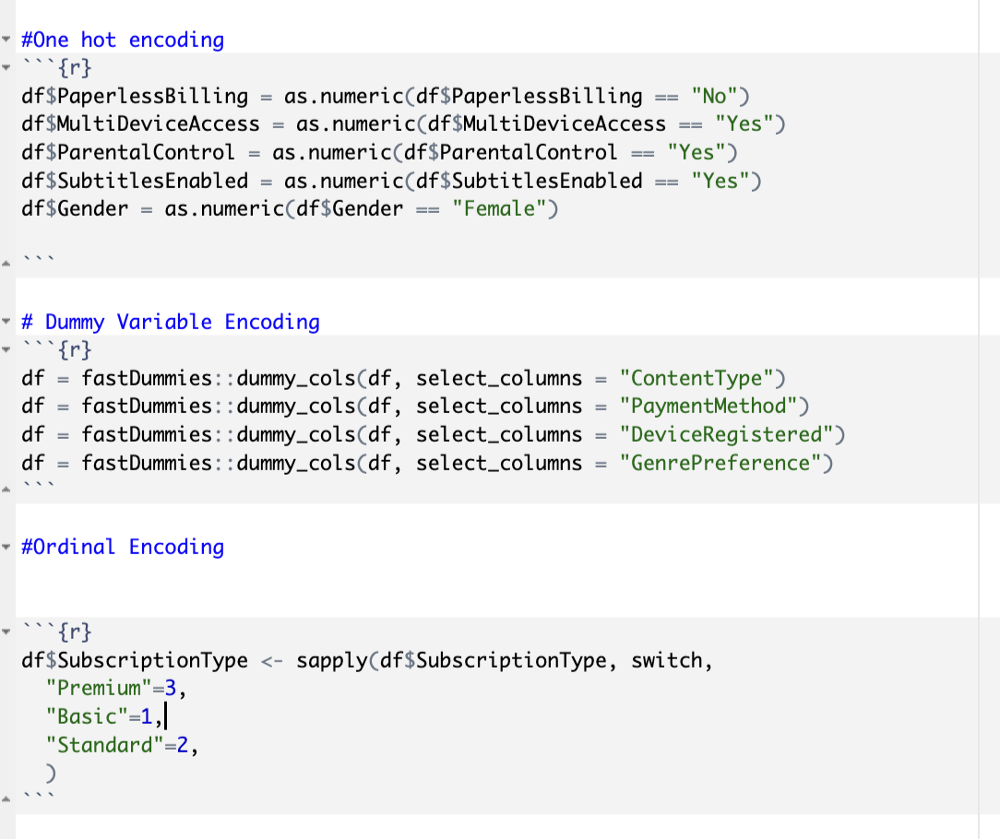 #One hot encoding
```{r}
df$PaperlessBilling = as.numeric(df$PaperlessBilling == "No")
df$MultiDeviceAccess = as.numeric(df$MultiDeviceAccess == "Yes")
df$ParentalControl = as.numeric(df$ParentalControl == "Yes")
df$SubtitlesEnabled = as.numeric(df$SubtitlesEnabled == "Yes")
df$Gender = as.numeric(df$Gender == "Female")
```
# Dummy Variable Encoding
```{r}
df = fastDummies::dummy_cols(df, select_columns = "ContentType")
df = fastDummies::dummy_cols(df, select_columns = "PaymentMethod")
df = fastDummies::dummy_cols(df, select_columns = "DeviceRegistered")
df = fastDummies::dummy_cols(df, select_columns = "GenrePreference")
```
#Ordinal Encoding
```{r}
df$SubscriptionType <- sapply(df$SubscriptionType, switch,
  "Premium"=3,
  "Basic"=1,
  "Standard"=2,
  )
```